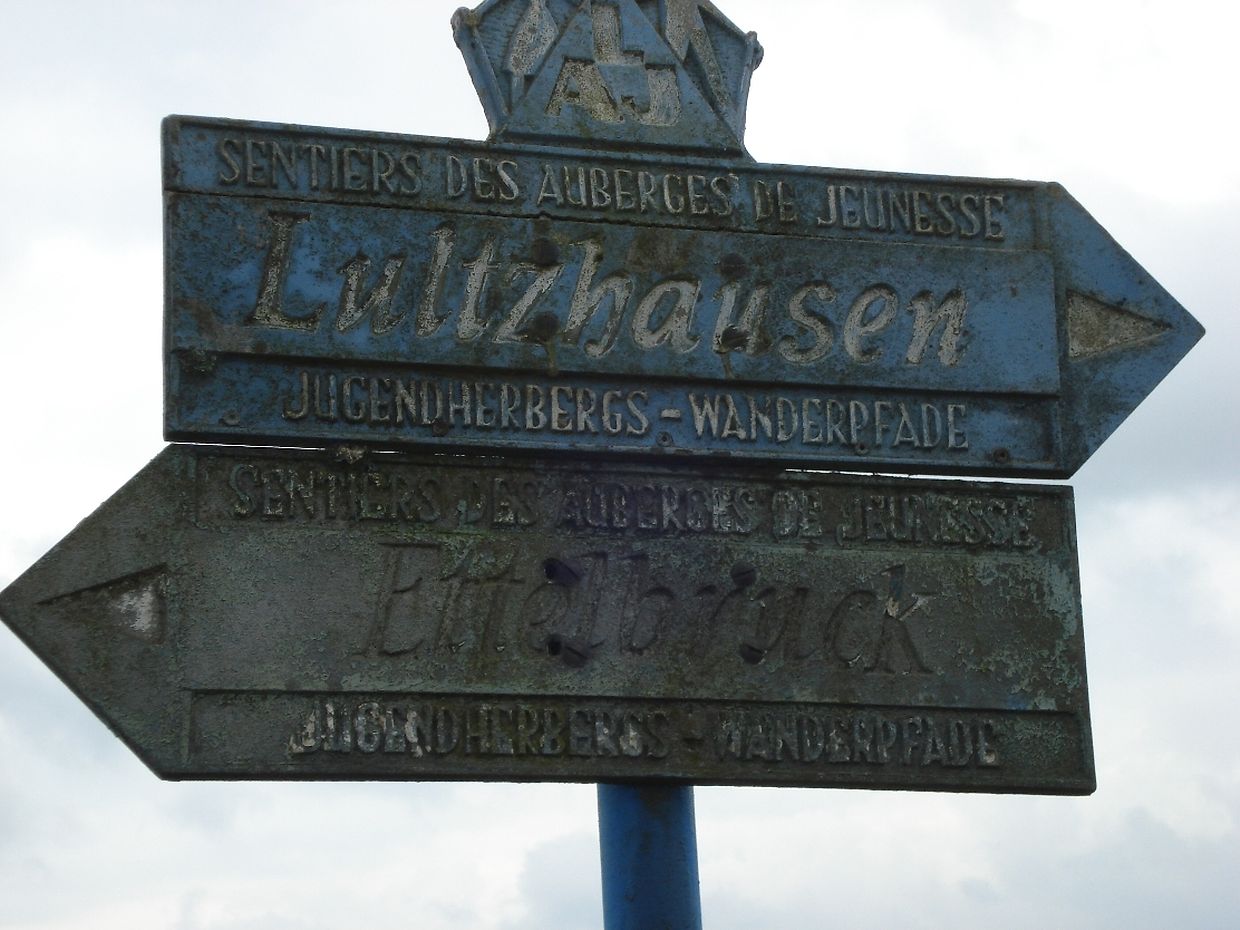 L
AJ
SENTIERS DES AUBERGES DE JEUNESSE
Lultzhausen
JUGENDHERBERGS-WANDERPFADE
SENTIERS DES AUBERGES DE JEUNESSE
Ettelbruck
JUGENDHERBERGS-WANDERPFADE